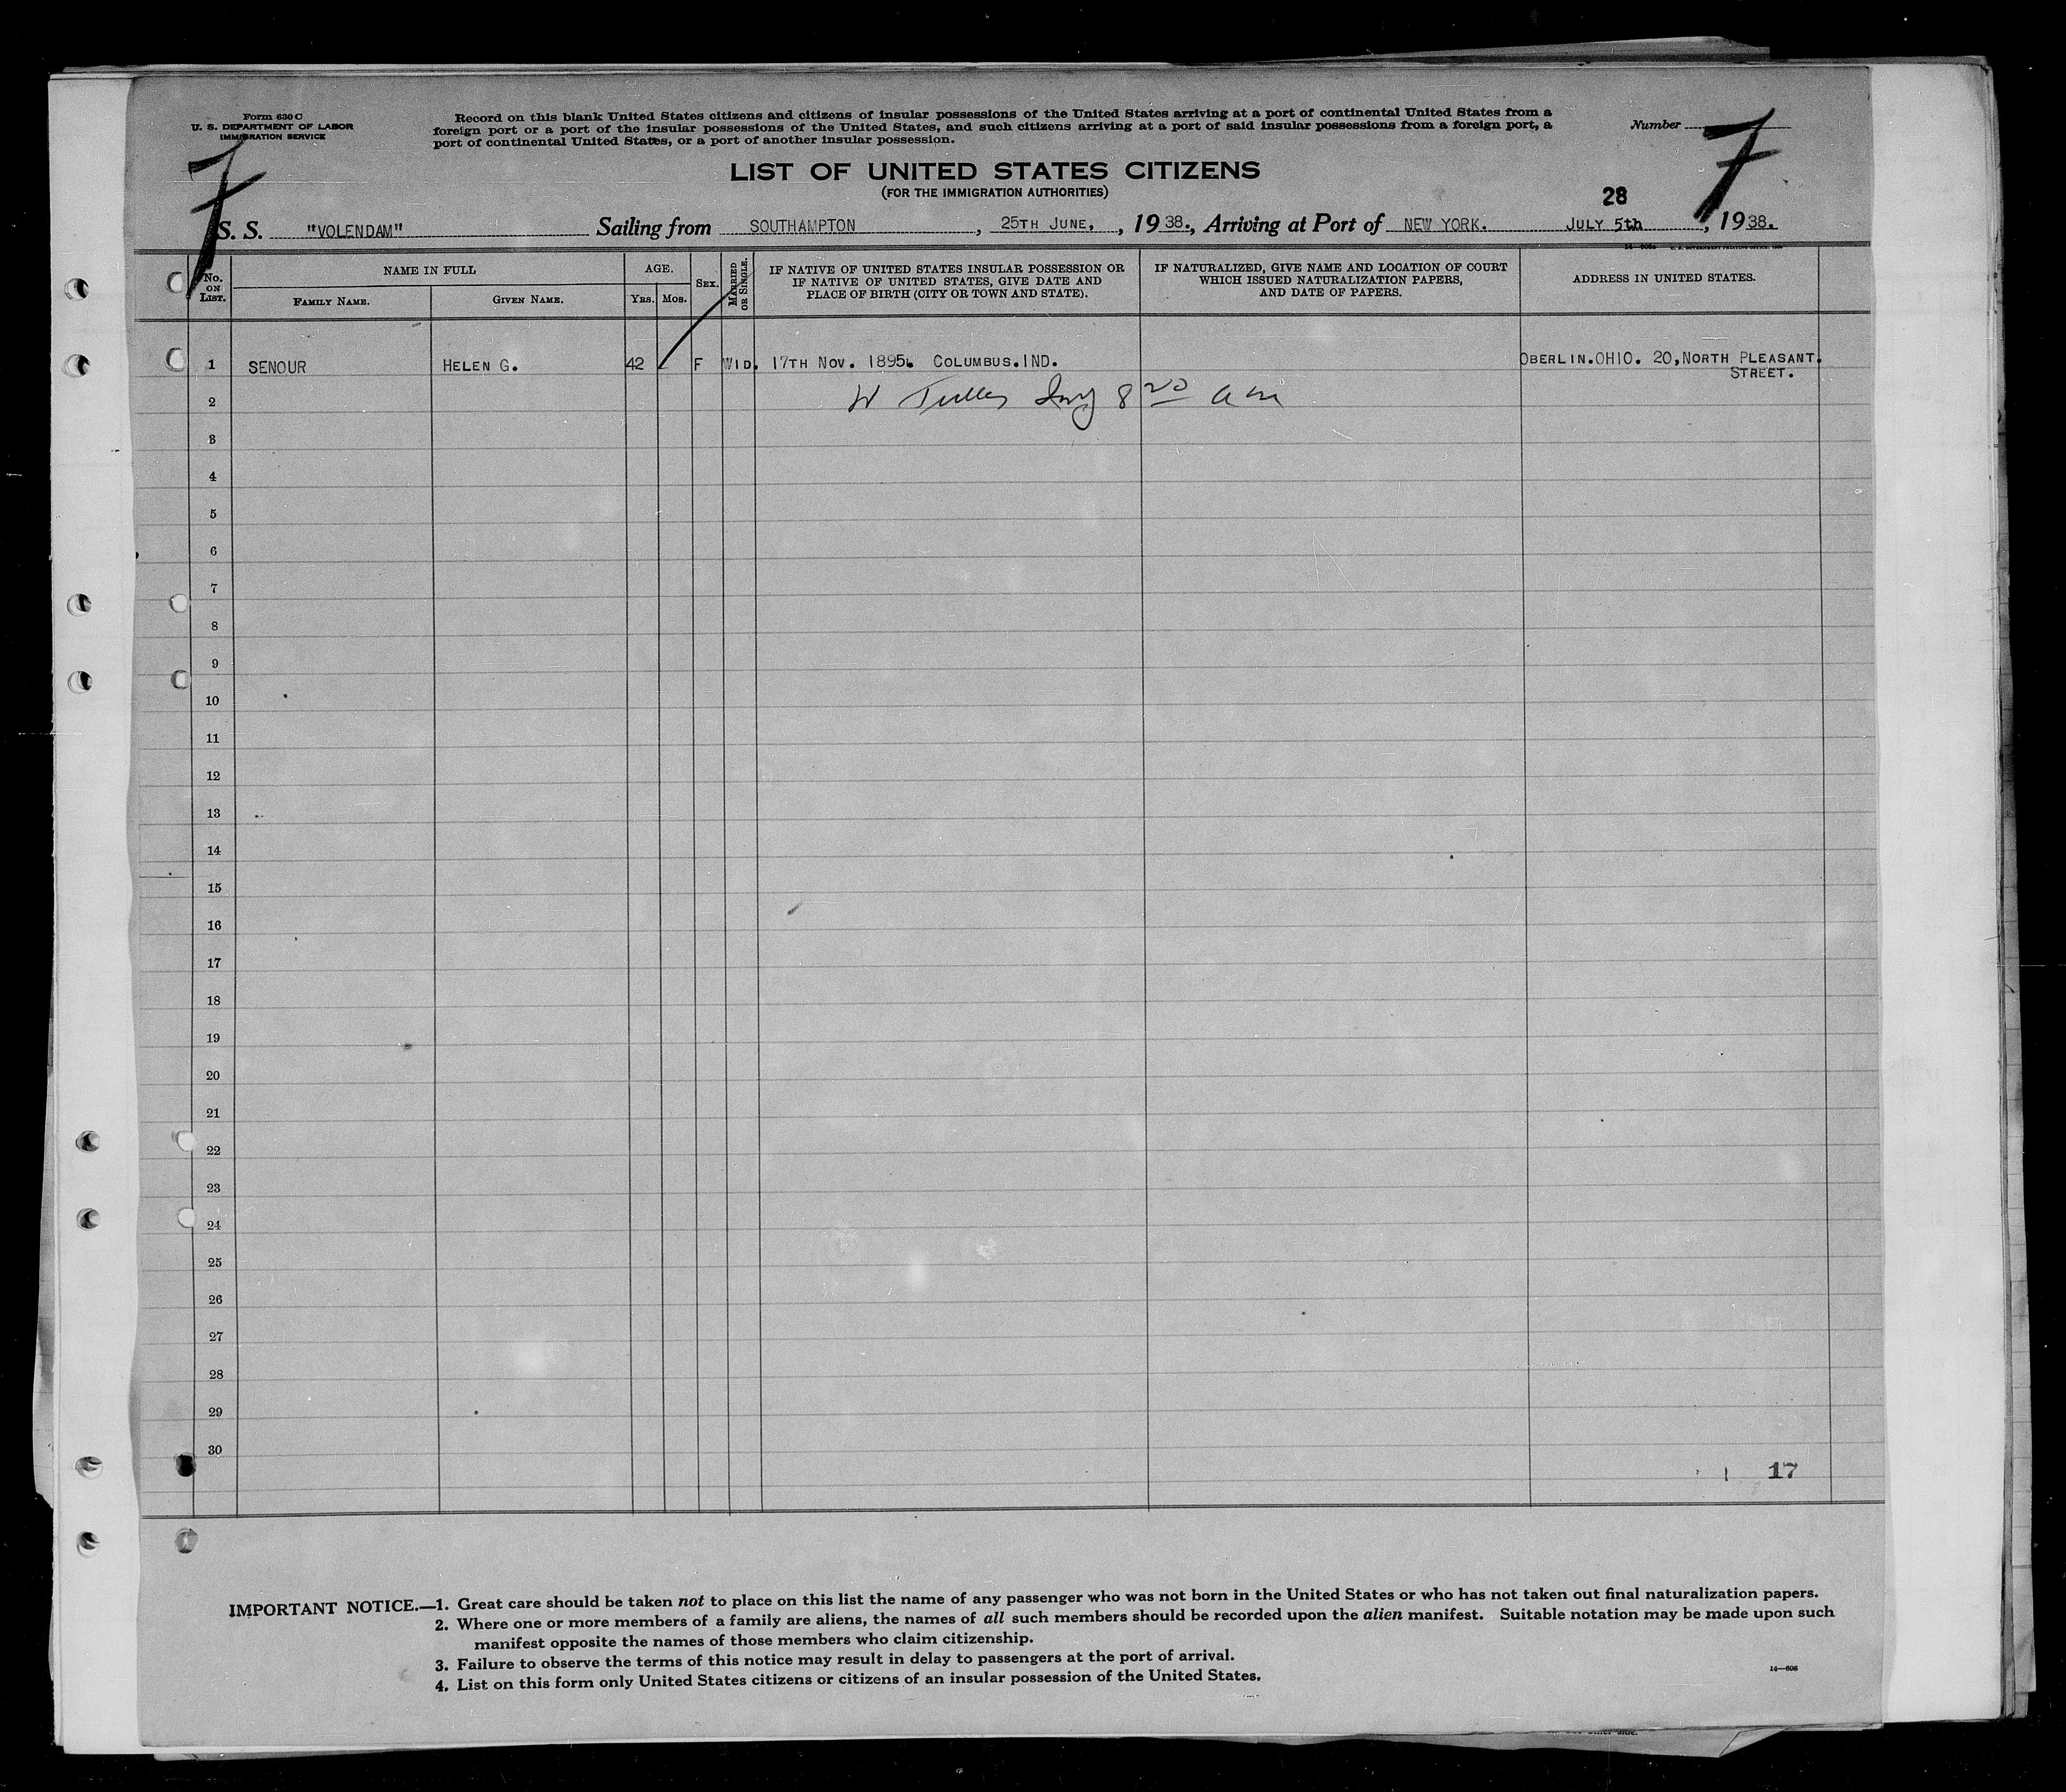 Form 630 C
U. S. DEPARTMENT OF LABOR
IMMIGRATION SERVICE
Record on this blank United States citizens and citizens of insular possessions of the United States arriving at a port of continental United States from a
foreign port or a port of the insular possessions of the United States, and such citizens arriving at a port of said insular possessions from a foreign port, a
port of continental United States, or a port of another insular possession.
Number
7
7
LIST OF UNITED STATES CITIZENS
(FOR THE IMMIGRATION AUTHORITIES)
28
S. S. "VOLENDAM" Sailing from SOUTHAMPTON, 25TH JUNE, , 1938., Arriving at Port of NEW YORK. JULY 5th, 1938.
No. ON LIST.
NAME IN FULL
FAMILY NAME.
GIVEN NAME.
AGE.
YRS.
MOS.
SEX.
MARRIED OR SINGLE.
IF NATIVE OF UNITED STATES INSULAR POSSESSION OR
IF NATIVE OF UNITED STATES, GIVE DATE AND
PLACE OF BIRTH (CITY OR TOWN AND STATE).
IF NATURALIZED, GIVE NAME AND LOCATION OF COURT
WHICH ISSUED NATURALIZATION PAPERS,
AND DATE OF PAPERS.
ADDRESS IN UNITED STATES.
1 SENOUR HELEN G. 42 F WID. 17TH NOV. 1895. COLUMBUS.IND. OBERLIN.OHIO. 20,NORTH PLEASANT.
STREET.
2
3
4
5
6
7
8
9
10
11
12
13
14
15
16
17
18
19
20
21
22
23
24
25
26
27
28
29
30
17
IMPORTANT NOTICE.—1. Great care should be taken not to place on this list the name of any passenger who was not born in the United States or who has not taken out final naturalization papers.
2. Where one or more members of a family are aliens, the names of all such members should be recorded upon the alien manifest. Suitable notation may be made upon such
manifest opposite the names of those members who claim citizenship.
3. Failure to observe the terms of this notice may result in delay to passengers at the port of arrival.
4. List on this form only United States citizens or citizens of an insular possession of the United States.